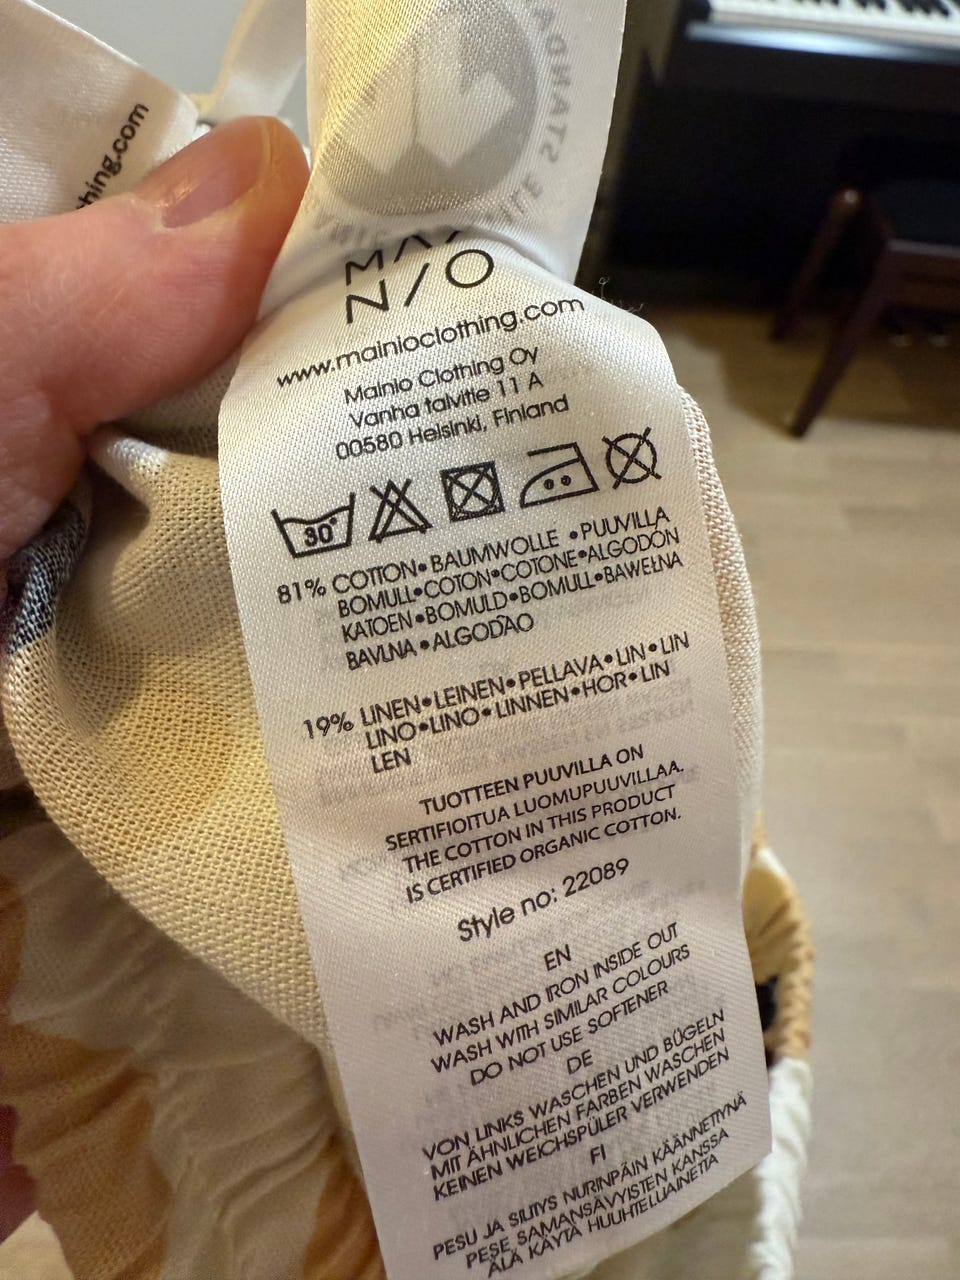 hing.com
N/O
www.mainioclothing.com
Mainio Clothing Oy
Vanha talvitie 11 A
00580 Helsinki, Finland
30°
81% COTTON•BAUMWOLLE •PUUVILLA
BOMULL•COTON•COTONE•ALGODÓN
KATOEN•BOMULD•BOMULL•BAWEŁNA
BAVLNA •ALGODÃO
19% LINEN•LEINEN•PELLAVA•LIN•LIN
LINO•LINO•LINNEN•HOR•LIN
LEN
TUOTTEEN PUUVILLA ON
SERTIFIOITUA LUOMUPUUVILLAA.
THE COTTON IN THIS PRODUCT
IS CERTIFIED ORGANIC COTTON.
Style no: 22089
EN
WASH AND IRON INSIDE OUT
WASH WITH SIMILAR COLOURS
DO NOT USE SOFTENER
DE
VON LINKS WASCHEN UND BÜGELN
MIT ÄHNLICHEN FARBEN WASCHEN
KEINEN WEICHSPÜLER VERWENDEN
FI
PESU JA SILITYS NURINPÄIN KÄÄNNETTYNÄ
PESE SAMANSÄVYISTEN KANSSA
ÄLÄ KÄYTÄ HUUHTELUAINETTA